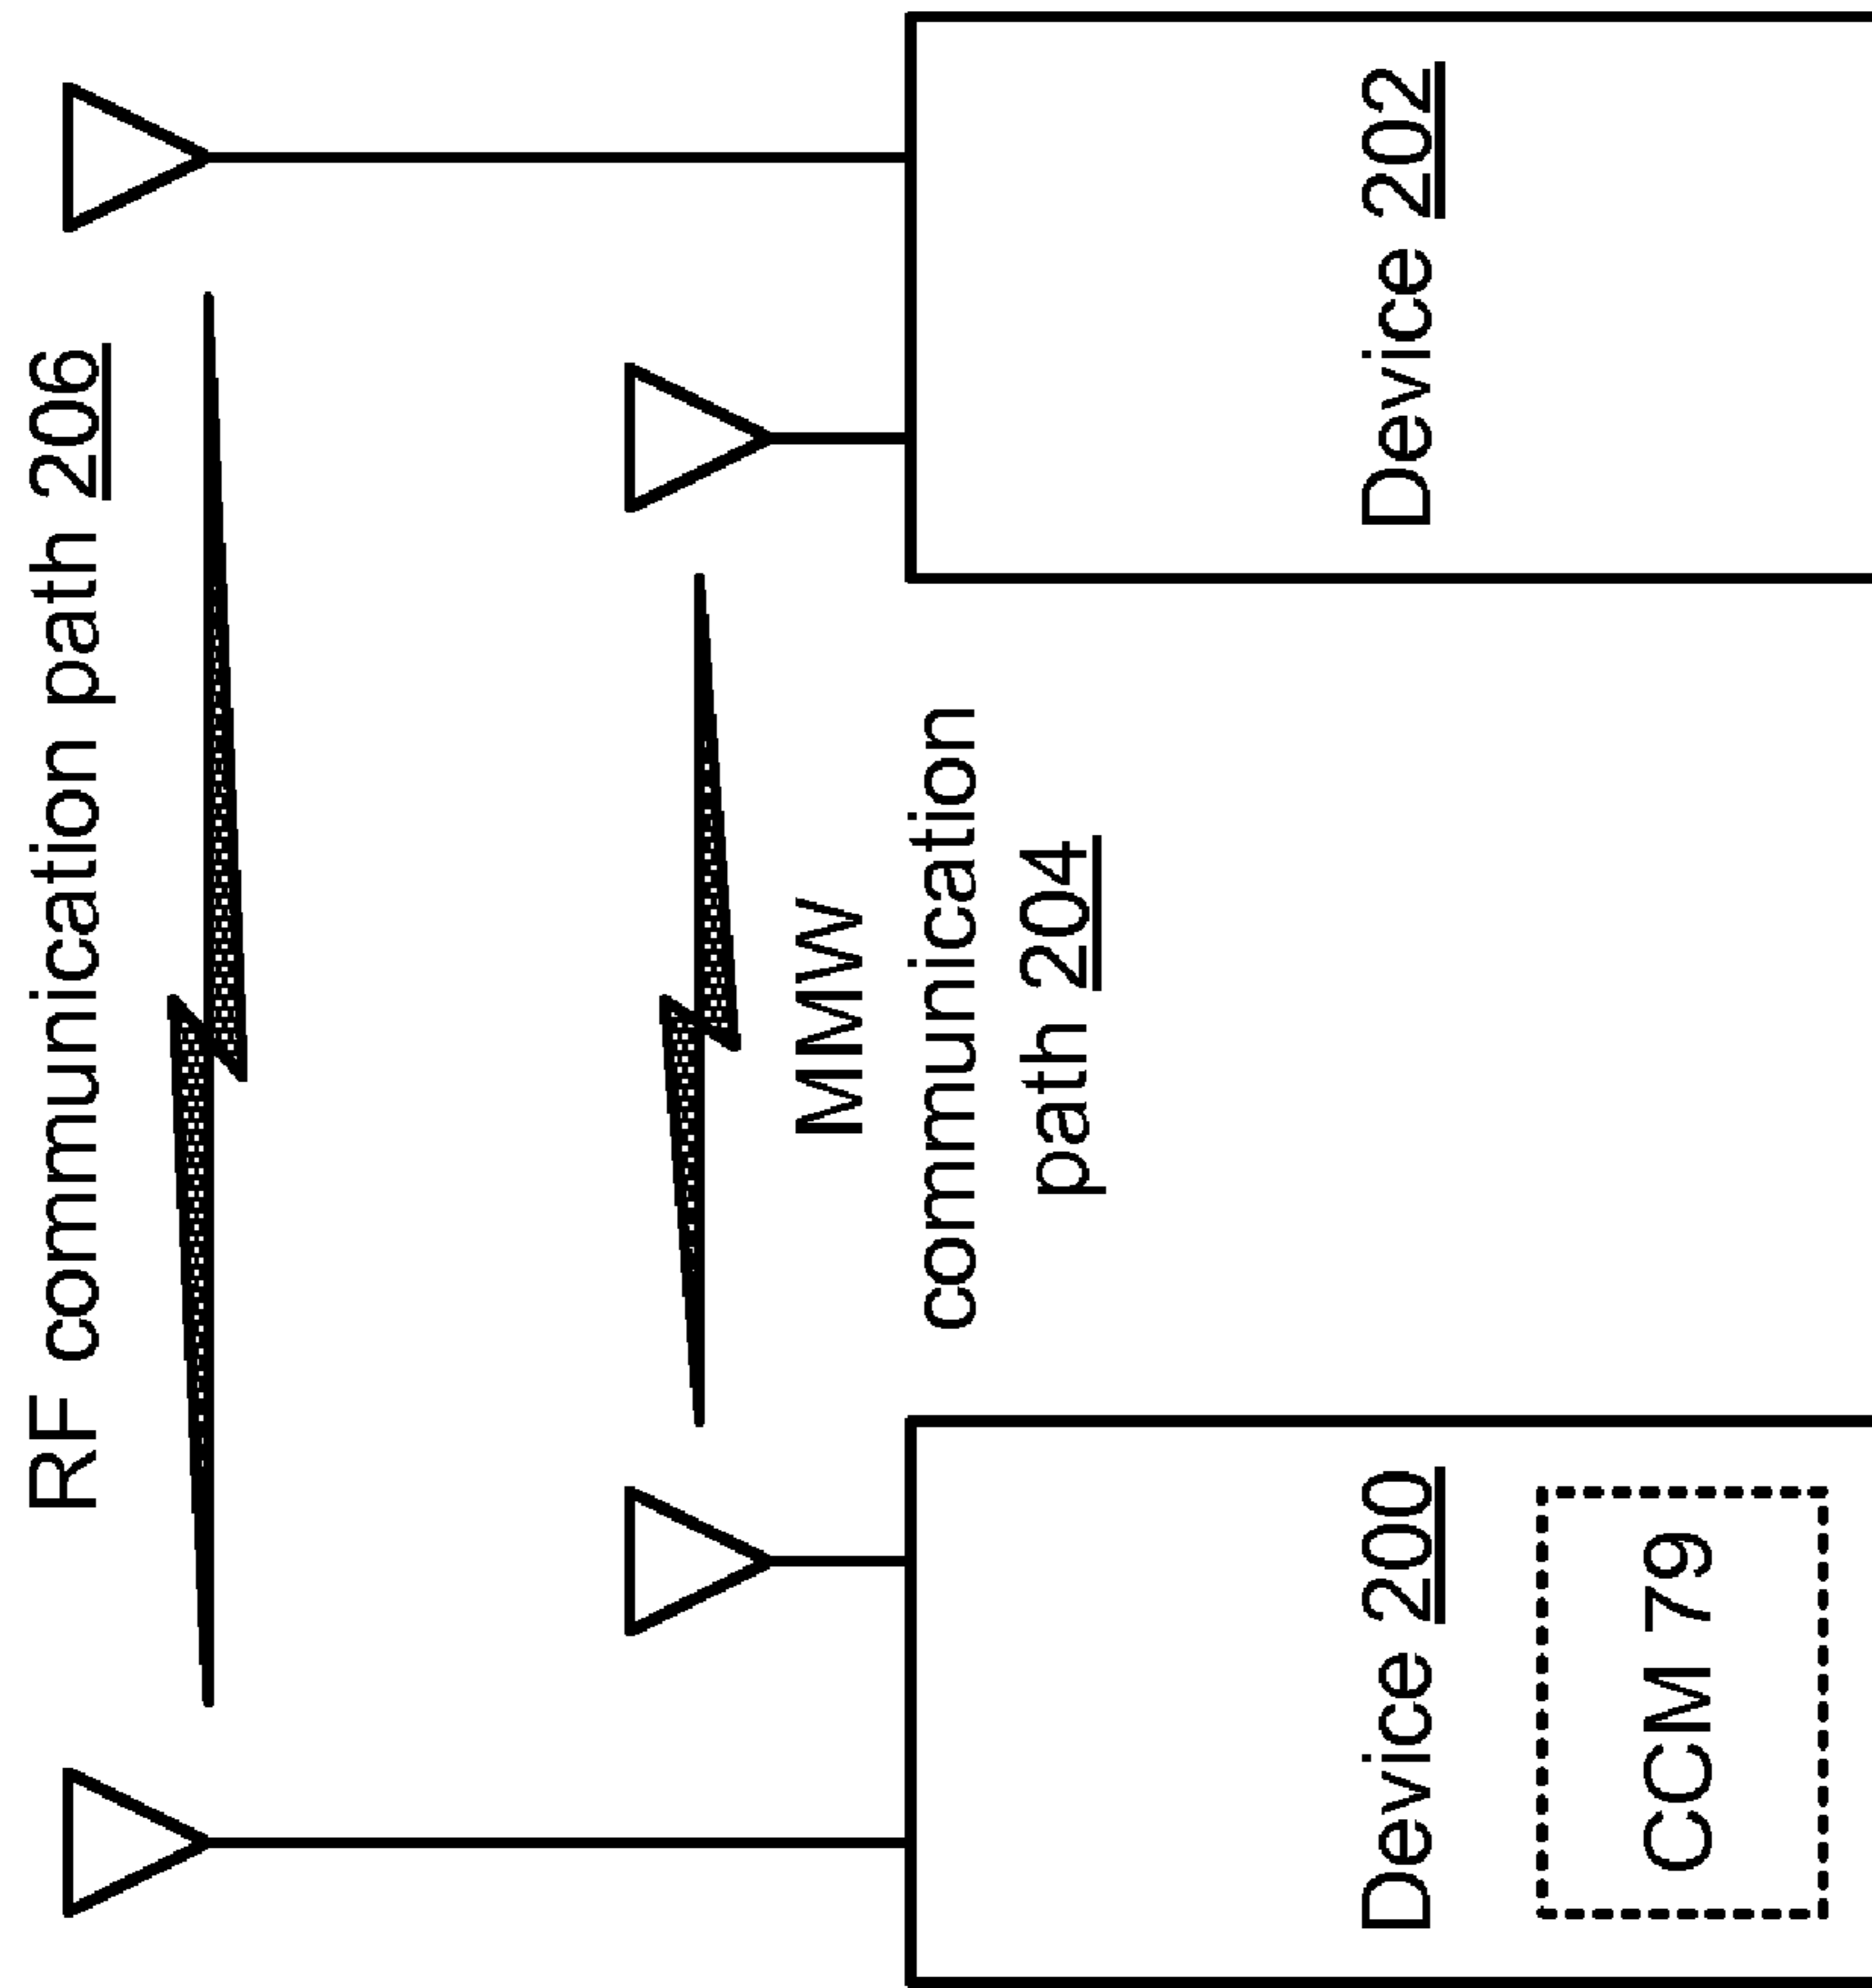 RF communication path 206
MMW
communication
path 204
Device 200
CCM 79
Device 202